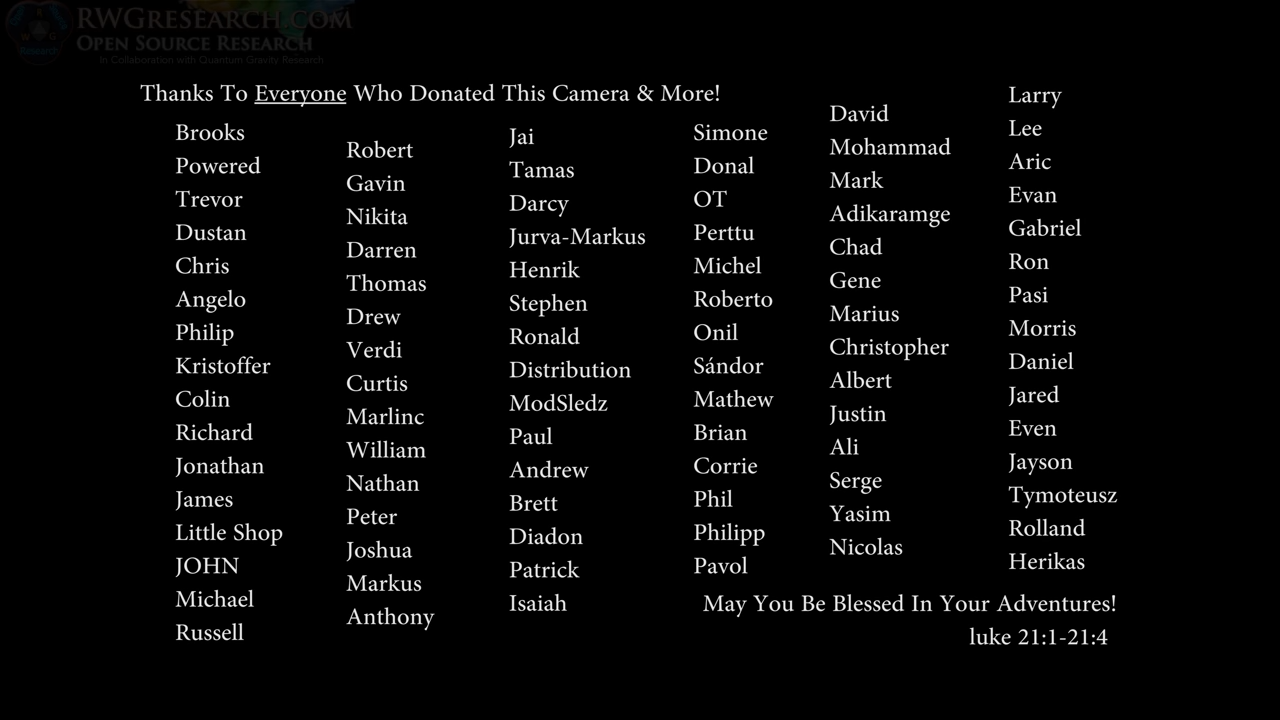 RWGRESEARCH.COM
OPEN SOURCE RESEARCH
In Collaboration with Quantum Gravity Research
Thanks To Everyone Who Donated This Camera & More!
Brooks
Powered
Trevor
Dustan
Chris
Angelo
Philip
Kristoffer
Colin
Richard
Jonathan
James
Little Shop
JOHN
Michael
Russell
Robert
Gavin
Nikita
Darren
Thomas
Drew
Verdi
Curtis
Marlinc
William
Nathan
Peter
Joshua
Markus
Anthony
Jai
Tamas
Darcy
Jurva-Markus
Henrik
Stephen
Ronald
Distribution
ModSledz
Paul
Andrew
Brett
Diadon
Patrick
Isaiah
Simone
Donal
OT
Perttu
Michel
Roberto
Onil
Sándor
Mathew
Brian
Corrie
Phil
Philipp
Pavol
David
Mohammad
Mark
Adikaramge
Chad
Gene
Marius
Christopher
Albert
Justin
Ali
Serge
Yasim
Nicolas
Larry
Lee
Aric
Evan
Gabriel
Ron
Pasi
Morris
Daniel
Jared
Even
Jayson
Tymoteusz
Rolland
Herikas
May You Be Blessed In Your Adventures!
luke 21:1-21:4